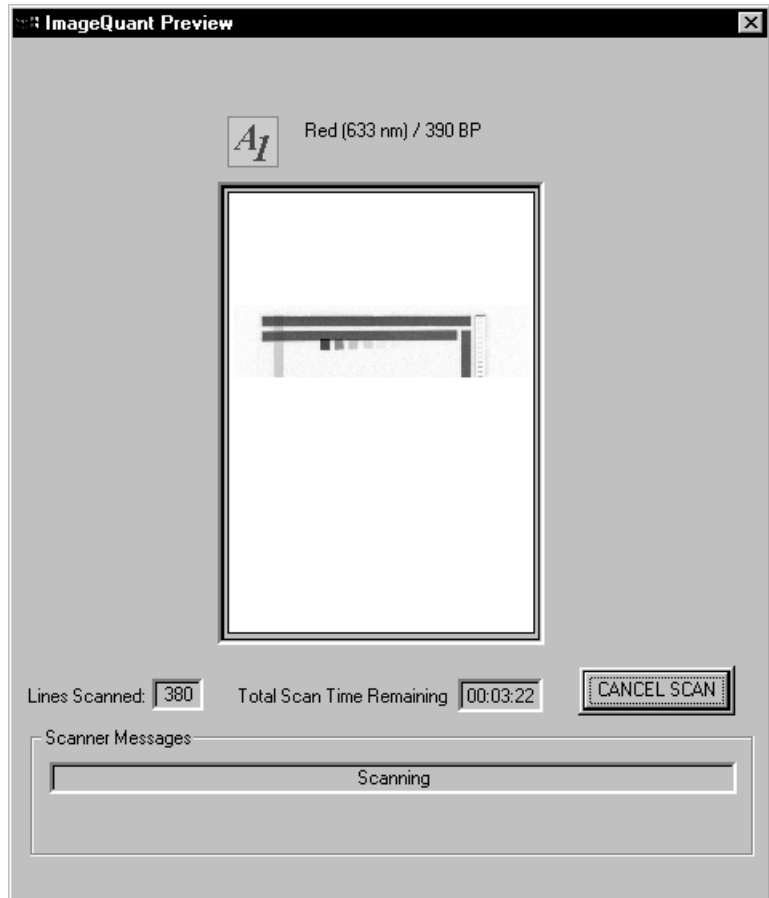 ImageQuant Preview
A1
Red (633 nm) / 390 BP
Lines Scanned: 380
Total Scan Time Remaining 00:03:22
CANCEL SCAN
Scanner Messages
Scanning